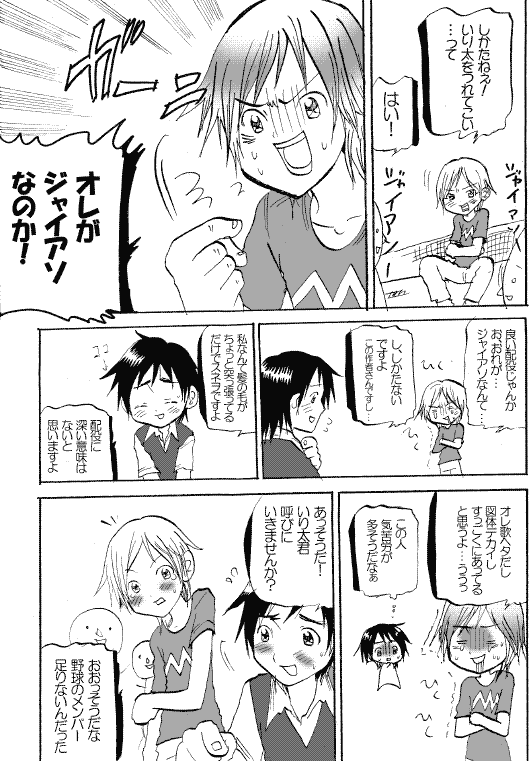 しかたねぇー
いり太をつれてこい
…って
はい！
ジャイアン
ジャイアン
ガーーン
オレが
ジャイアン
なのか！
良い配役じゃんか
お、おれが…
ジャイアンなんて…
し、しかたない
ですよ
この作者さんですし…
私なんて髪の毛が
ちょっと突っ張ってる
だけでスネヲですよ
配役に
深い意味は
ないと
思いますよ
オレ歌ヘタだし
図体デカイし
すっごくにあってる
と思うよ…ううっ
この人
気苦労が
多そうだなぁ
あっそうだ！
いり太君
呼びに
いきませんか？
おおっそうだな
野球のメンバー
足りないんだった